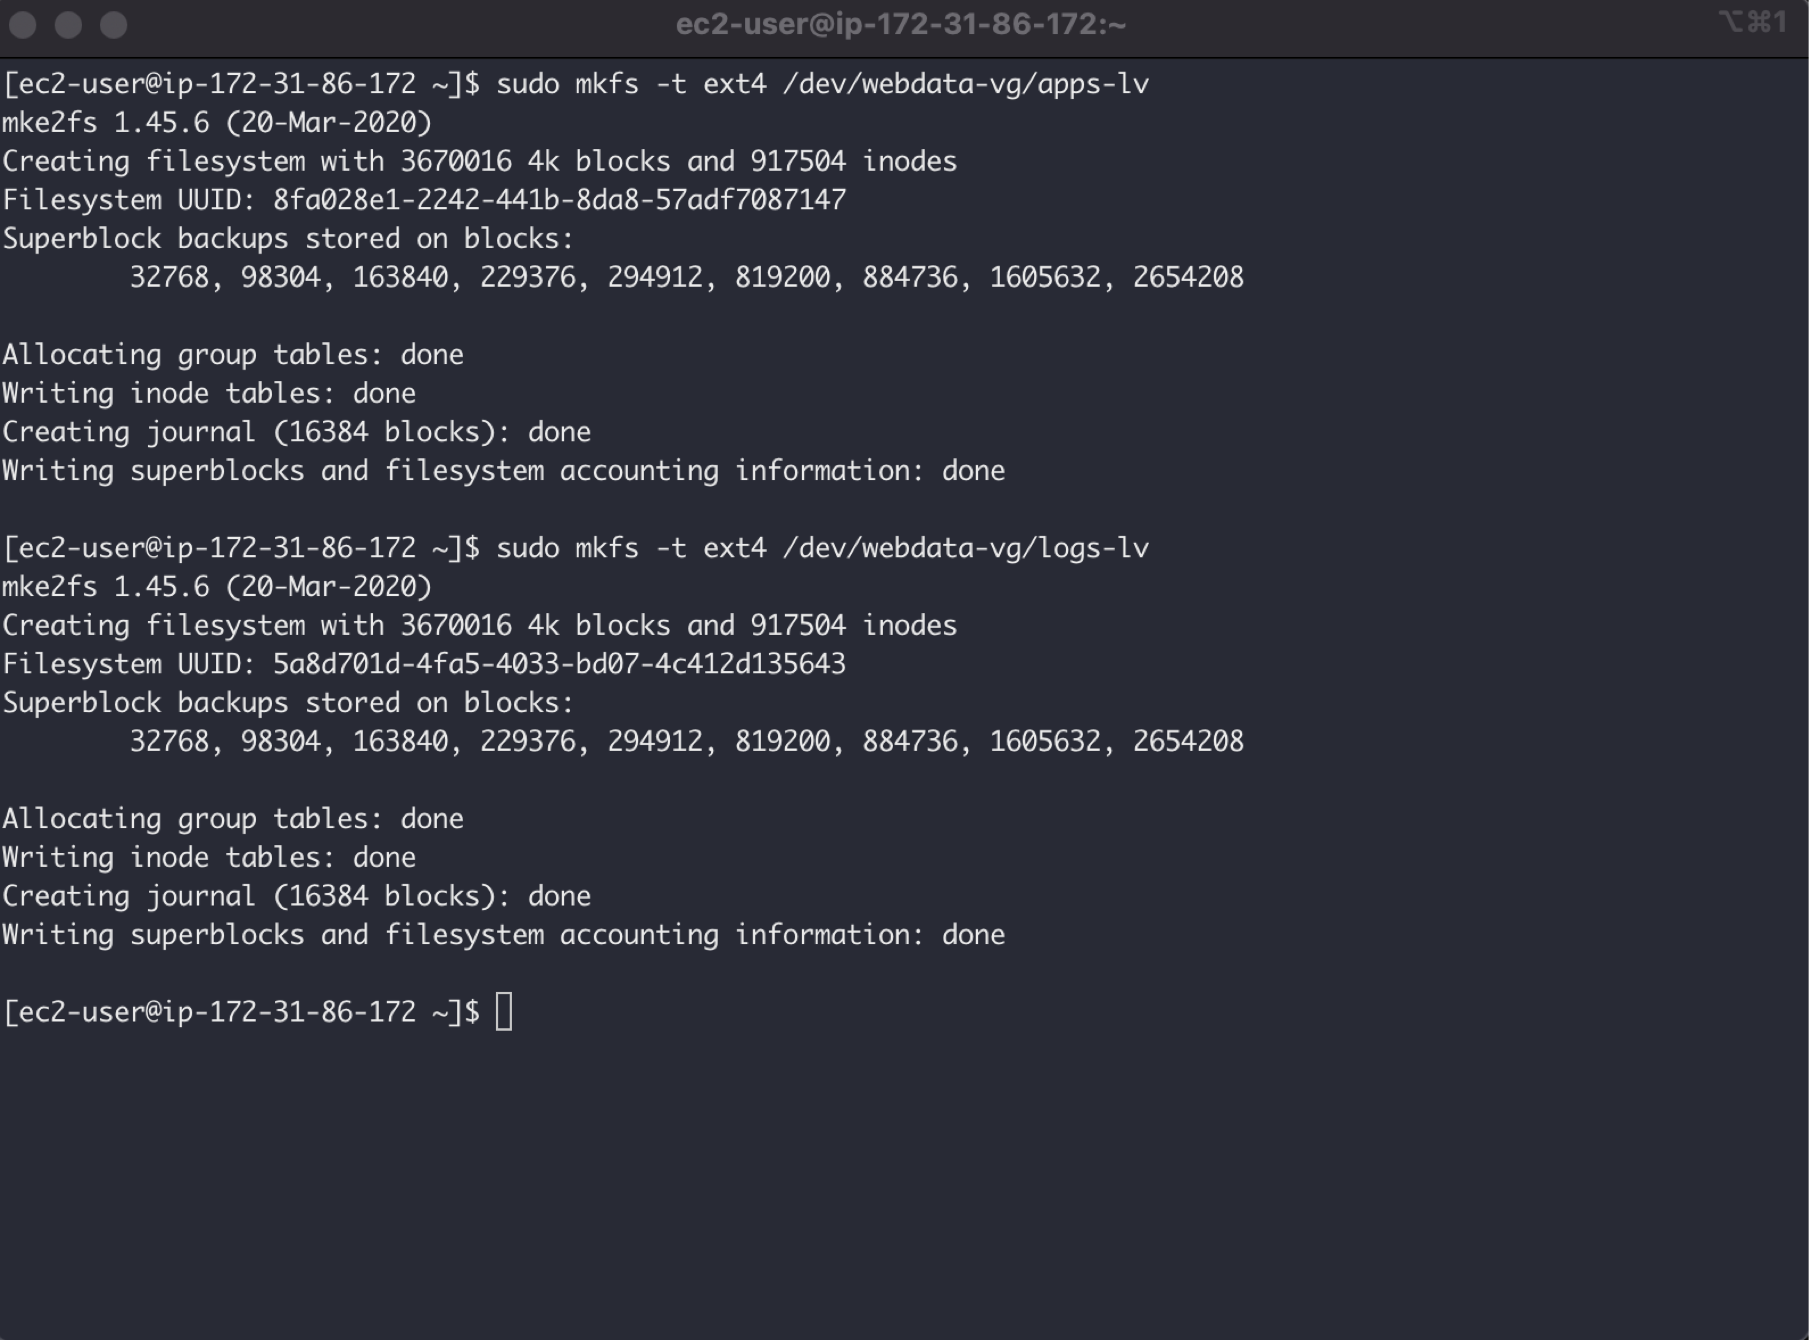 ec2-user@ip-172-31-86-172:~ ⌥⌘1
[ec2-user@ip-172-31-86-172 ~]$ sudo mkfs -t ext4 /dev/webdata-vg/apps-lv
mke2fs 1.45.6 (20-Mar-2020)
Creating filesystem with 3670016 4k blocks and 917504 inodes
Filesystem UUID: 8fa028e1-2242-441b-8da8-57adf7087147
Superblock backups stored on blocks:
        32768, 98304, 163840, 229376, 294912, 819200, 884736, 1605632, 2654208

Allocating group tables: done
Writing inode tables: done
Creating journal (16384 blocks): done
Writing superblocks and filesystem accounting information: done

[ec2-user@ip-172-31-86-172 ~]$ sudo mkfs -t ext4 /dev/webdata-vg/logs-lv
mke2fs 1.45.6 (20-Mar-2020)
Creating filesystem with 3670016 4k blocks and 917504 inodes
Filesystem UUID: 5a8d701d-4fa5-4033-bd07-4c412d135643
Superblock backups stored on blocks:
        32768, 98304, 163840, 229376, 294912, 819200, 884736, 1605632, 2654208

Allocating group tables: done
Writing inode tables: done
Creating journal (16384 blocks): done
Writing superblocks and filesystem accounting information: done

[ec2-user@ip-172-31-86-172 ~]$